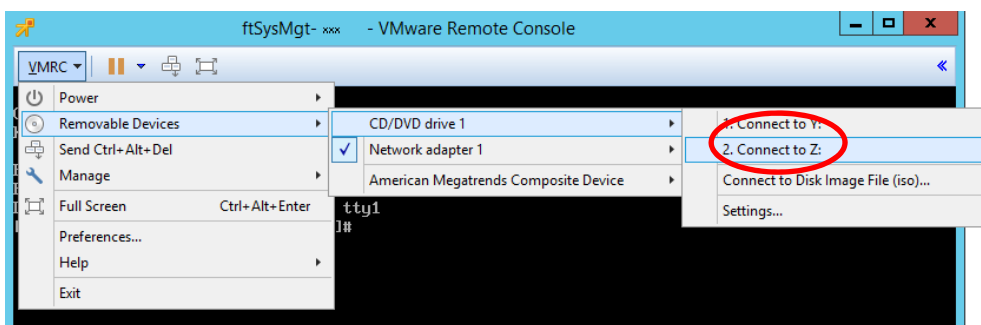 ftSysMgt- xxx - VMware Remote Console
VMRC
Power
Removable Devices
Send Ctrl+Alt+Del
Manage
Full Screen Ctrl+Alt+Enter
Preferences...
Help
Exit
CD/DVD drive 1
Network adapter 1
American Megatrends Composite Device
1. Connect to Y:
2. Connect to Z:
Connect to Disk Image File (iso)...
Settings...
tty1
]#